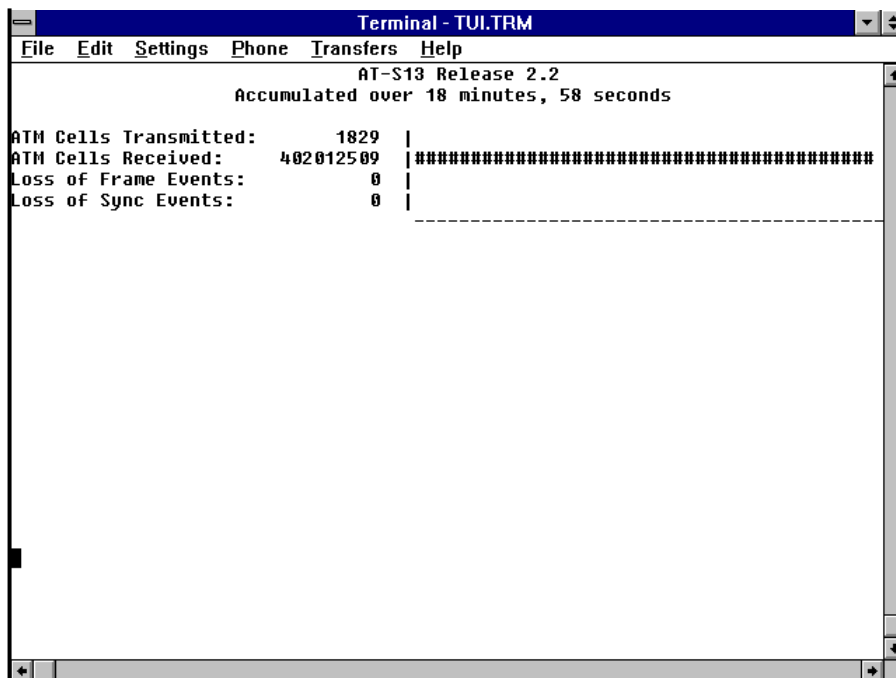 Terminal - TUI.TRM
File Edit Settings Phone Transfers Help
AT-S13 Release 2.2
Accumulated over 18 minutes, 58 seconds
ATM Cells Transmitted: 1829 |
ATM Cells Received: 402012509 |#########################################
Loss of Frame Events: 0 |
Loss of Sync Events: 0 |
------------------------------------------